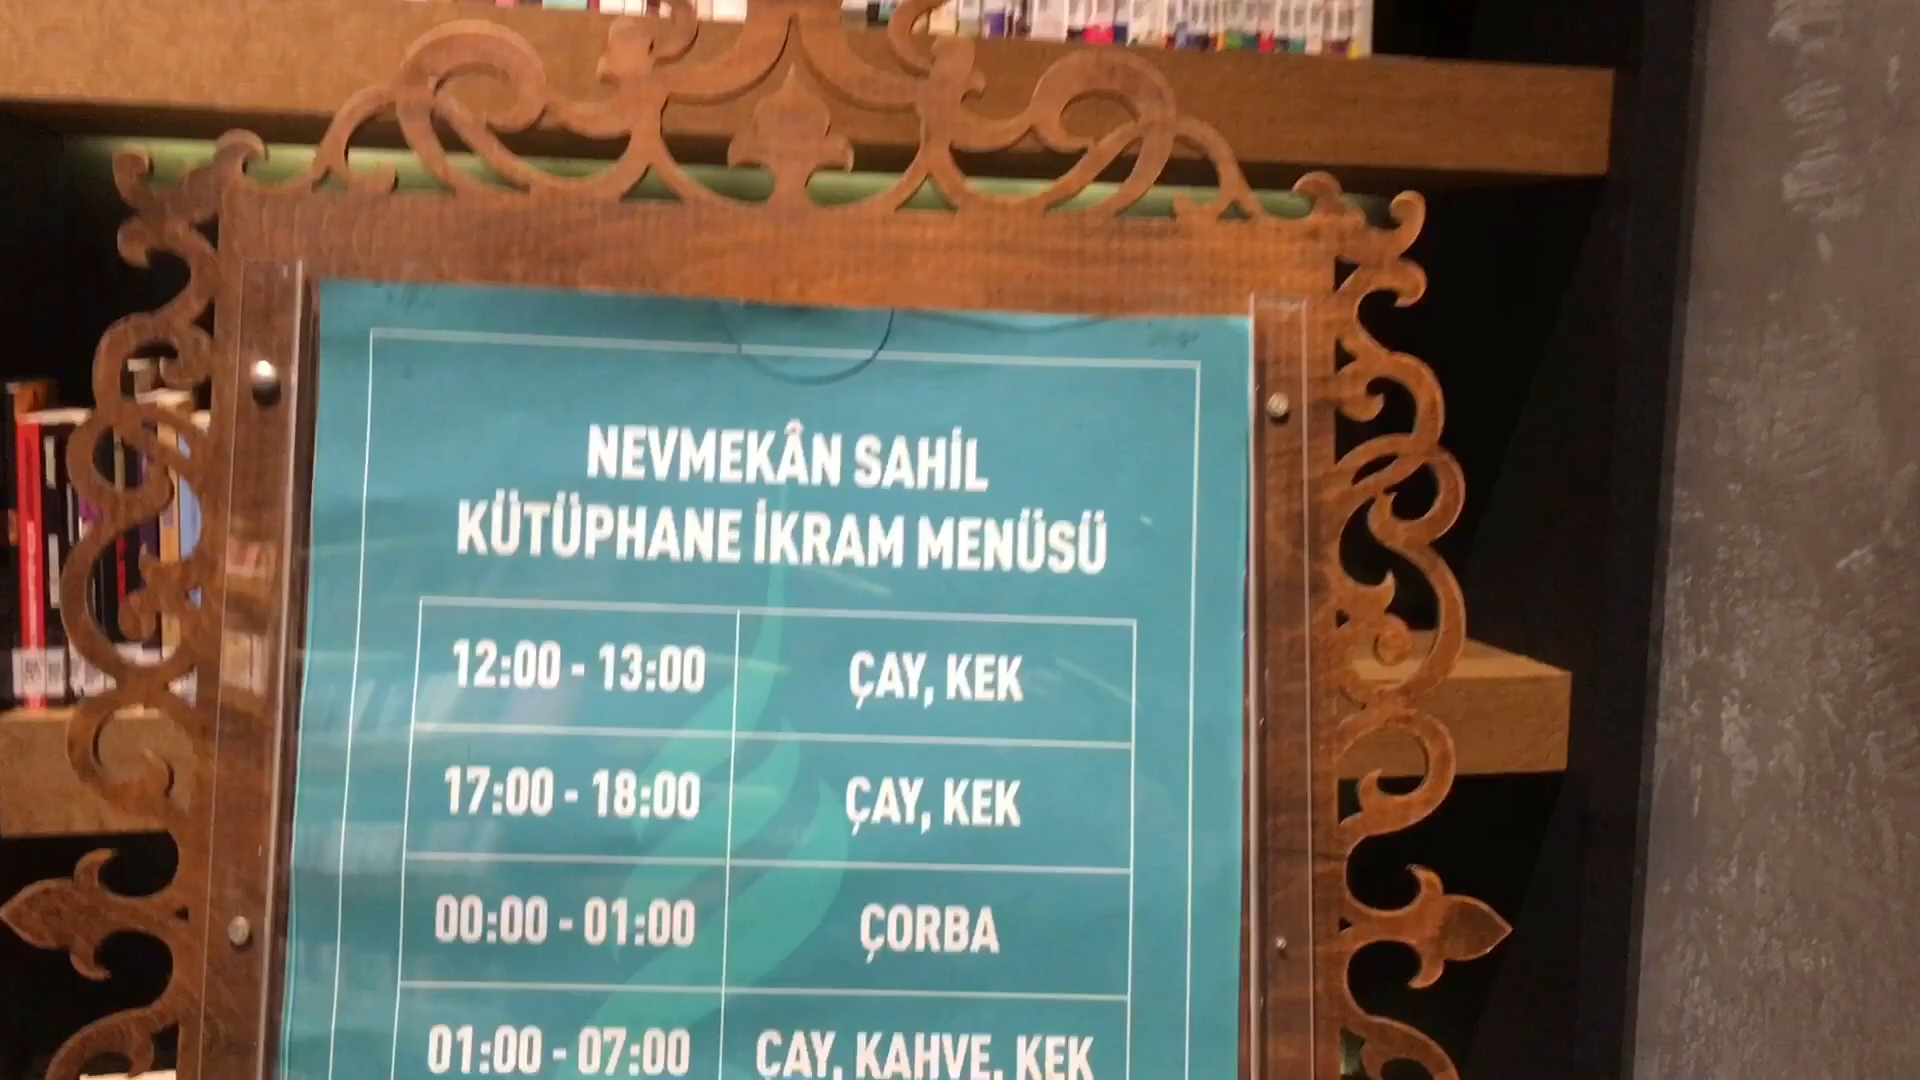 NEVMEKÂN SAHİL
KÜTÜPHANE İKRAM MENÜSÜ
12:00 - 13:00 ÇAY, KEK
17:00 - 18:00 ÇAY, KEK
00:00 - 01:00 ÇORBA
01:00 - 07:00 ÇAY, KAHVE, KEK